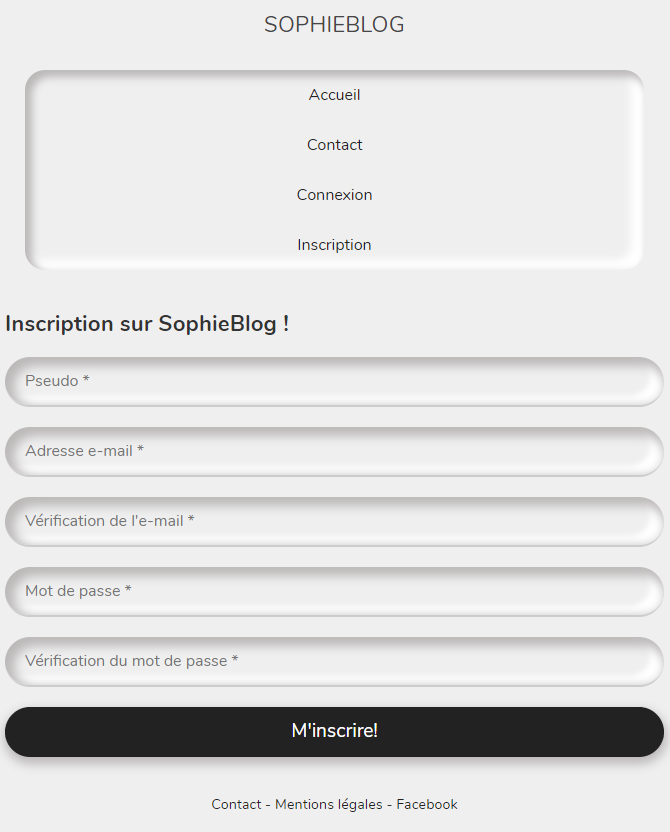 SOPHIEBLOG
Accueil
Contact
Connexion
Inscription
Inscription sur SophieBlog !
Pseudo *
Adresse e-mail *
Vérification de l'e-mail *
Mot de passe *
Vérification du mot de passe *
M'inscrire!
Contact - Mentions légales - Facebook